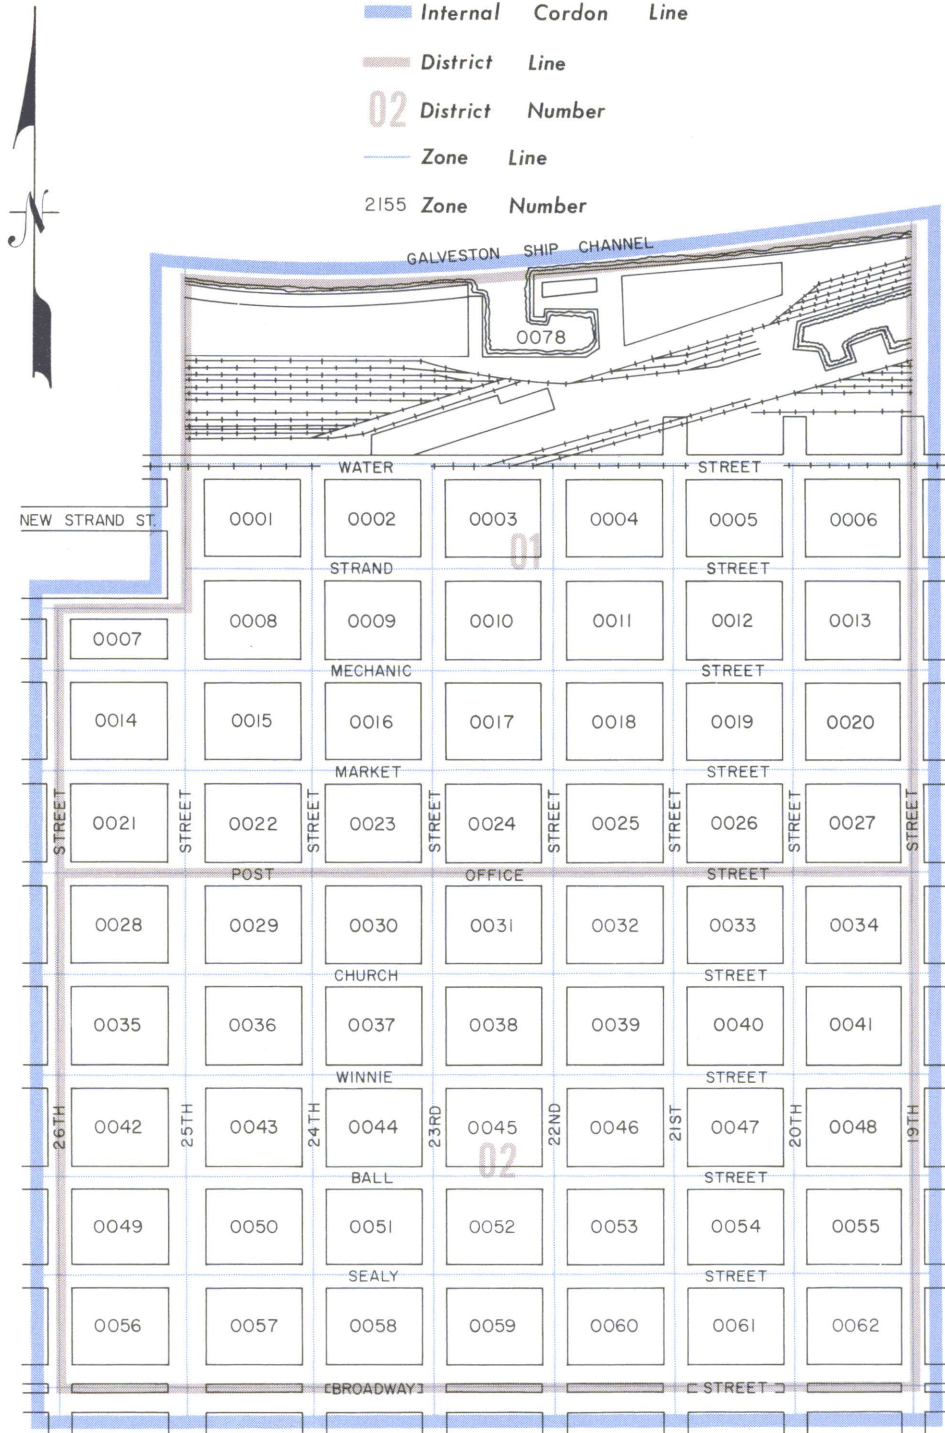 Internal Cordon Line
District Line
02 District Number
Zone Line
2155 Zone Number
N
GALVESTON SHIP CHANNEL
0078
WATER STREET
NEW STRAND ST.
0001 0002 0003 0004 0005 0006
01
STRAND STREET
0007 0008 0009 0010 0011 0012 0013
MECHANIC STREET
0014 0015 0016 0017 0018 0019 0020
MARKET STREET
STREET STREET STREET STREET STREET STREET STREET STREET
0021 0022 0023 0024 0025 0026 0027
POST OFFICE STREET
0028 0029 0030 0031 0032 0033 0034
CHURCH STREET
0035 0036 0037 0038 0039 0040 0041
WINNIE STREET
26TH 25TH 24TH 23RD 22ND 21ST 20TH 19TH
0042 0043 0044 0045 0046 0047 0048
02
BALL STREET
0049 0050 0051 0052 0053 0054 0055
SEALY STREET
0056 0057 0058 0059 0060 0061 0062
BROADWAY STREET